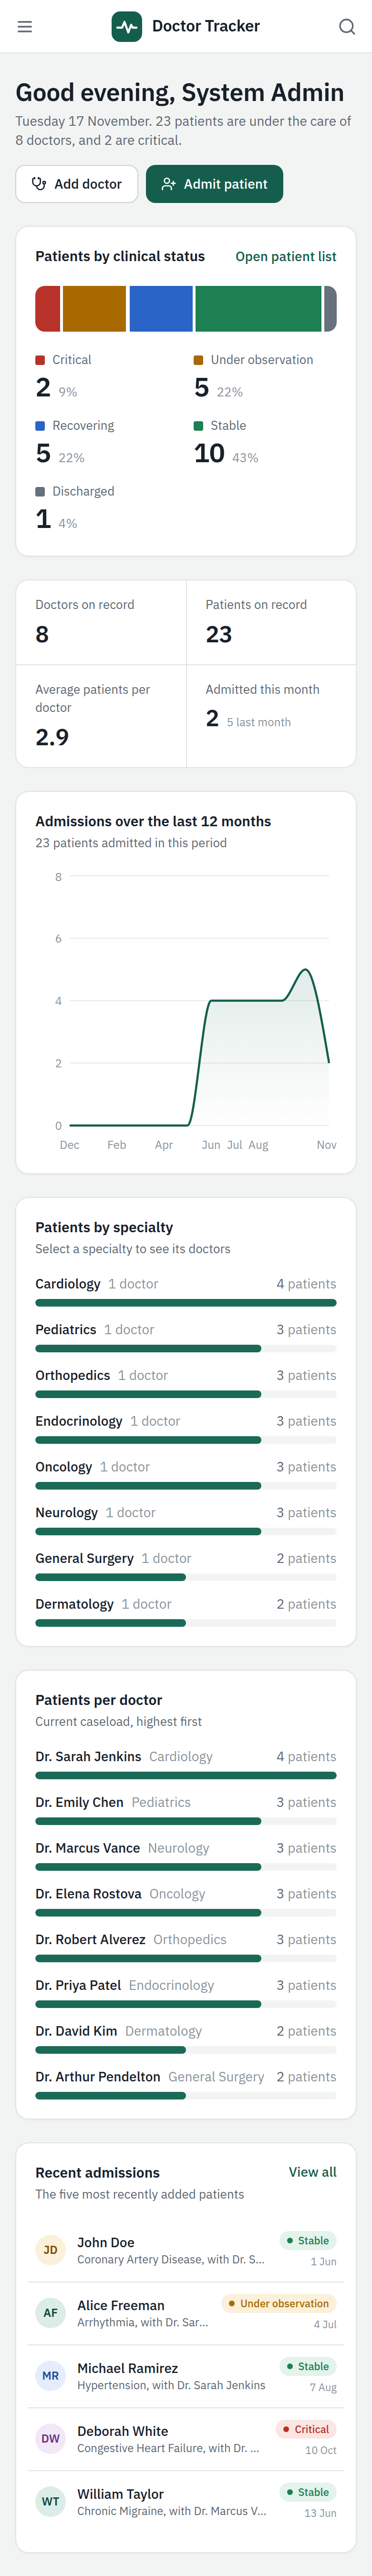 Doctor Tracker
Good evening, System Admin
Tuesday 17 November. 23 patients are under the care of
8 doctors, and 2 are critical.
Add doctor
Admit patient
Patients by clinical status
Open patient list
Critical
2 9%
Under observation
5 22%
Recovering
5 22%
Stable
10 43%
Discharged
1 4%
Doctors on record
8
Patients on record
23
Average patients per
doctor
2.9
Admitted this month
2 5 last month
Admissions over the last 12 months
23 patients admitted in this period
8
6
4
2
0
Dec Feb Apr Jun Jul Aug Nov
Patients by specialty
Select a specialty to see its doctors
Cardiology 1 doctor 4 patients
Pediatrics 1 doctor 3 patients
Orthopedics 1 doctor 3 patients
Endocrinology 1 doctor 3 patients
Oncology 1 doctor 3 patients
Neurology 1 doctor 3 patients
General Surgery 1 doctor 2 patients
Dermatology 1 doctor 2 patients
Patients per doctor
Current caseload, highest first
Dr. Sarah Jenkins Cardiology 4 patients
Dr. Emily Chen Pediatrics 3 patients
Dr. Marcus Vance Neurology 3 patients
Dr. Elena Rostova Oncology 3 patients
Dr. Robert Alverez Orthopedics 3 patients
Dr. Priya Patel Endocrinology 3 patients
Dr. David Kim Dermatology 2 patients
Dr. Arthur Pendelton General Surgery 2 patients
Recent admissions
View all
The five most recently added patients
JD
John Doe
Coronary Artery Disease, with Dr. S...
Stable
1 Jun
AF
Alice Freeman
Arrhythmia, with Dr. Sar...
Under observation
4 Jul
MR
Michael Ramirez
Hypertension, with Dr. Sarah Jenkins
Stable
7 Aug
DW
Deborah White
Congestive Heart Failure, with Dr. ...
Critical
10 Oct
WT
William Taylor
Chronic Migraine, with Dr. Marcus V...
Stable
13 Jun